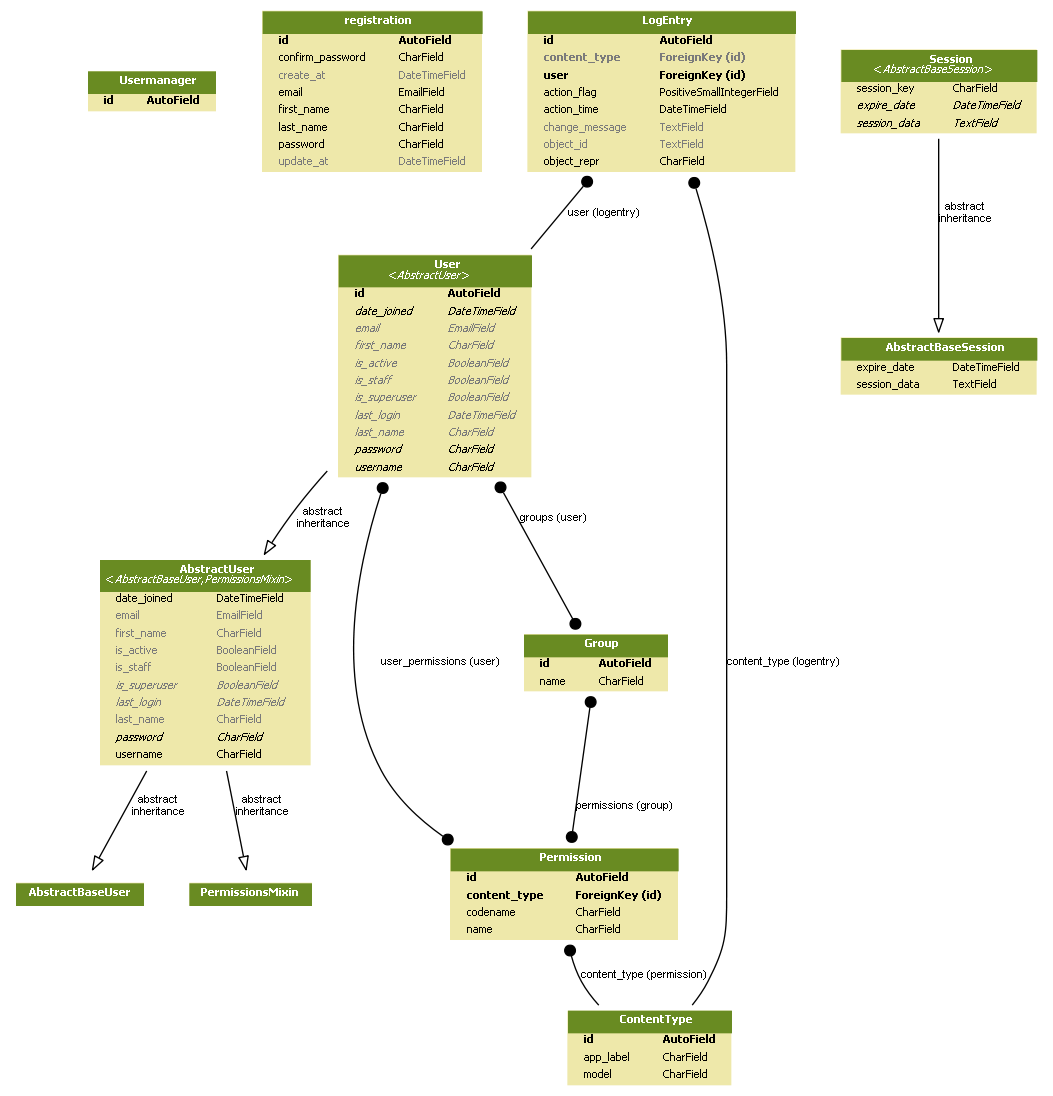 Usermanager
id AutoField
registration
id AutoField
confirm_password CharField
create_at DateTimeField
email EmailField
first_name CharField
last_name CharField
password CharField
update_at DateTimeField
LogEntry
id AutoField
content_type ForeignKey (id)
user ForeignKey (id)
action_flag PositiveSmallIntegerField
action_time DateTimeField
change_message TextField
object_id TextField
object_repr CharField
Session
<AbstractBaseSession>
session_key CharField
expire_date DateTimeField
session_data TextField
user (logentry)
abstract
inheritance
User
<AbstractUser>
id AutoField
date_joined DateTimeField
email EmailField
first_name CharField
is_active BooleanField
is_staff BooleanField
is_superuser BooleanField
last_login DateTimeField
last_name CharField
password CharField
username CharField
AbstractBaseSession
expire_date DateTimeField
session_data TextField
abstract
inheritance
groups (user)
AbstractUser
<AbstractBaseUser,PermissionsMixin>
date_joined DateTimeField
email EmailField
first_name CharField
is_active BooleanField
is_staff BooleanField
is_superuser BooleanField
last_login DateTimeField
last_name CharField
password CharField
username CharField
user_permissions (user)
Group
id AutoField
name CharField
content_type (logentry)
abstract
inheritance
abstract
inheritance
permissions (group)
AbstractBaseUser
PermissionsMixin
Permission
id AutoField
content_type ForeignKey (id)
codename CharField
name CharField
content_type (permission)
ContentType
id AutoField
app_label CharField
model CharField